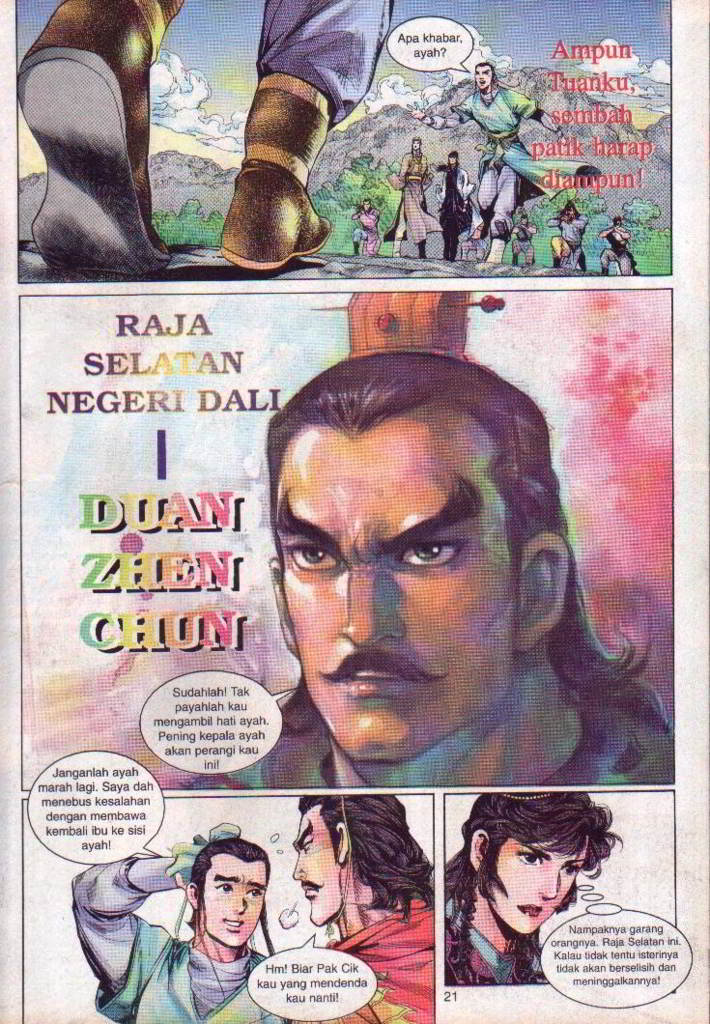 Apa khabar,
ayah?
Ampun
Tuanku,
sembah
patik harap
diampun!
RAJA
SELATAN
NEGERI DALI
DUAN
ZHEN
CHUN
Sudahlah! Tak
payahlah kau
mengambil hati ayah.
Pening kepala ayah
akan perangi kau
ini!
Janganlah ayah
marah lagi. Saya dah
menebus kesalahan
dengan membawa
kembali ibu ke sisi
ayah!
Hm! Biar Pak Cik
kau yang mendenda
kau nanti!
Nampaknya garang
orangnya. Raja Selatan ini.
Kalau tidak tentu isterinya
tidak akan berselisih dan
meninggalkannya!
21